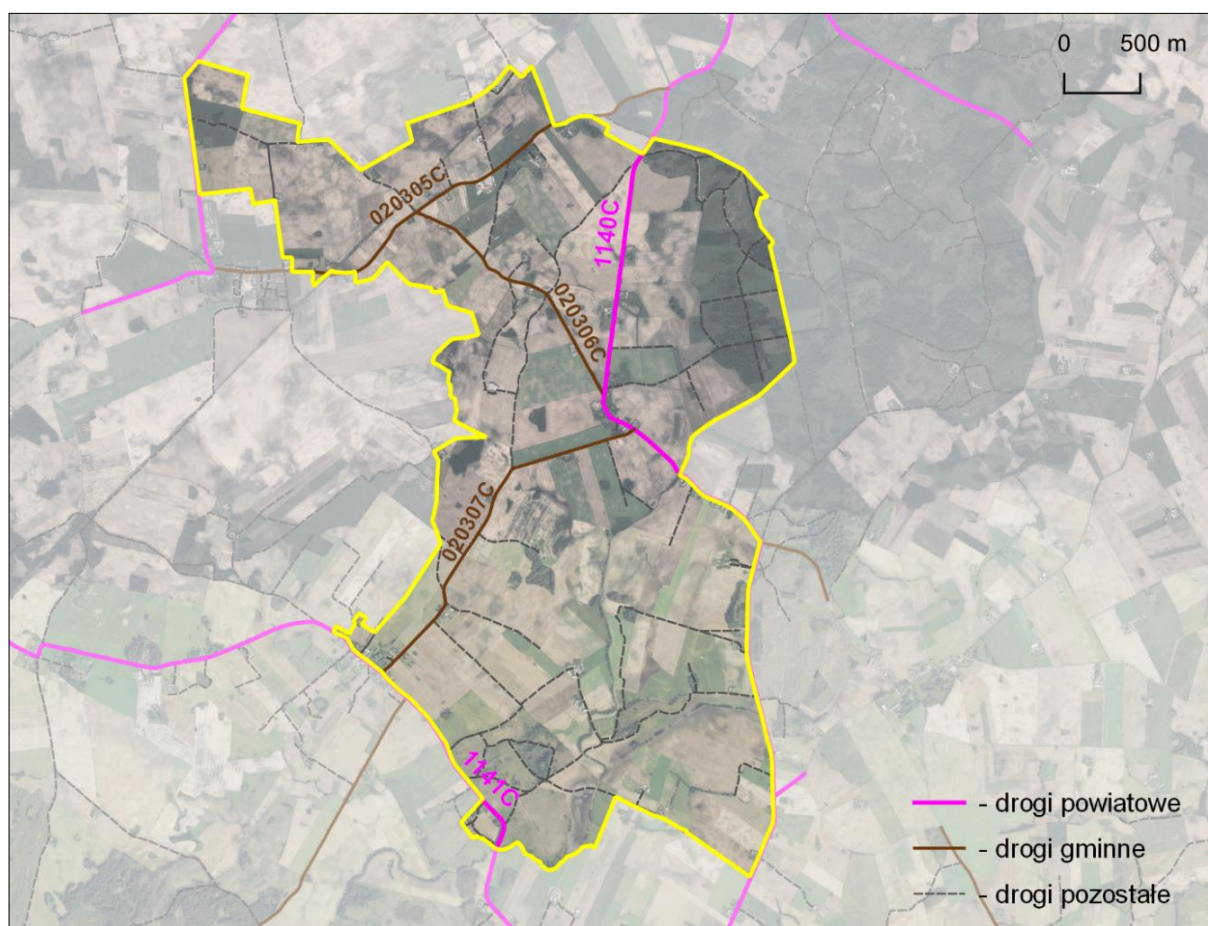 0 500 m
020305C
1140C
020306C
020307C
1141C
- drogi powiatowe
- drogi gminne
- drogi pozostałe